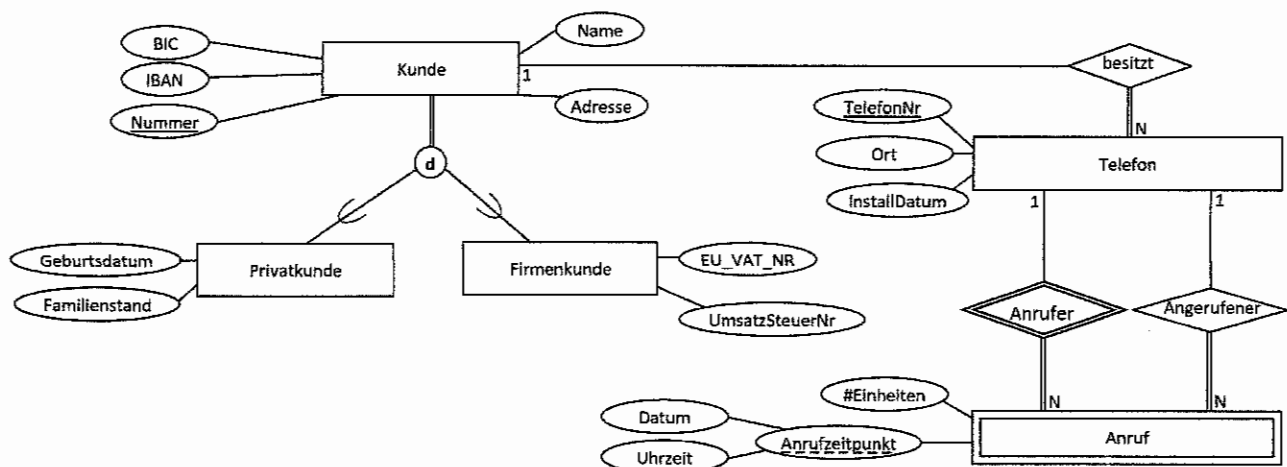 Name
BIC
Kunde
1
besitzt
IBAN
Adresse
Nummer
TelefonNr
N
Ort
Telefon
d
InstallDatum
1
1
Geburtsdatum
Privatkunde
Firmenkunde
EU_VAT_NR
Familienstand
UmsatzSteuerNr
Anrufer
Angerufener
#Einheiten
N
N
Datum
Anrufzeitpunkt
Anruf
Uhrzeit